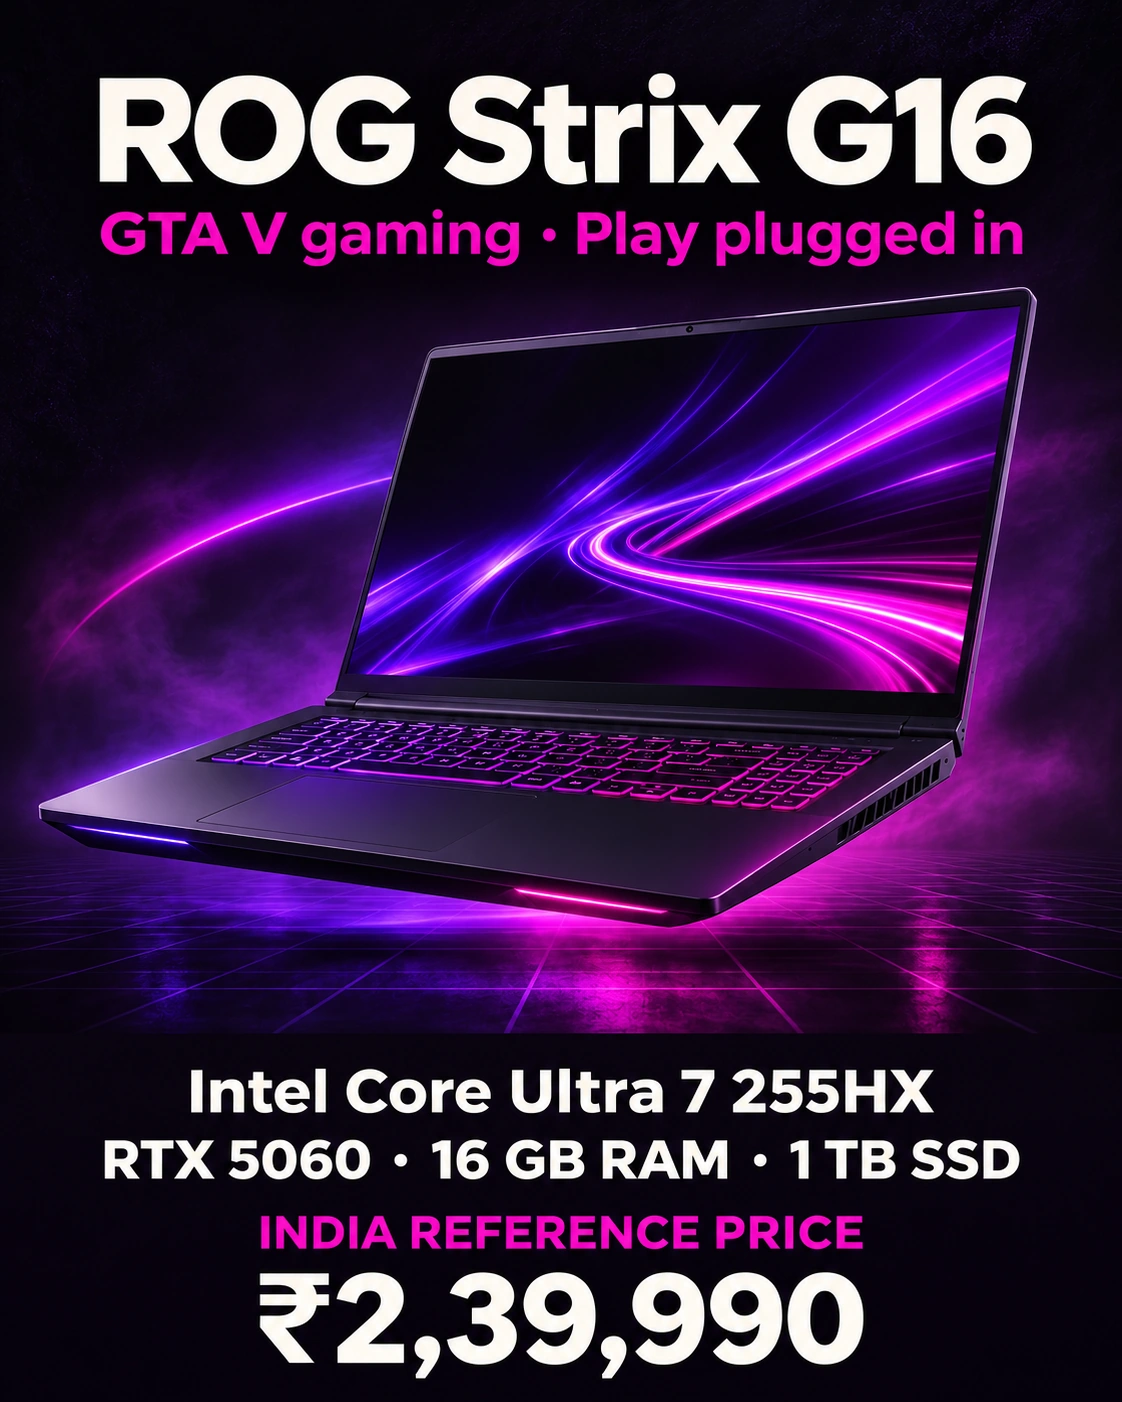 ROG Strix G16
GTA V gaming • Play plugged in
Intel Core Ultra 7 255HX
RTX 5060 • 16 GB RAM • 1 TB SSD
INDIA REFERENCE PRICE
₹2,39,990